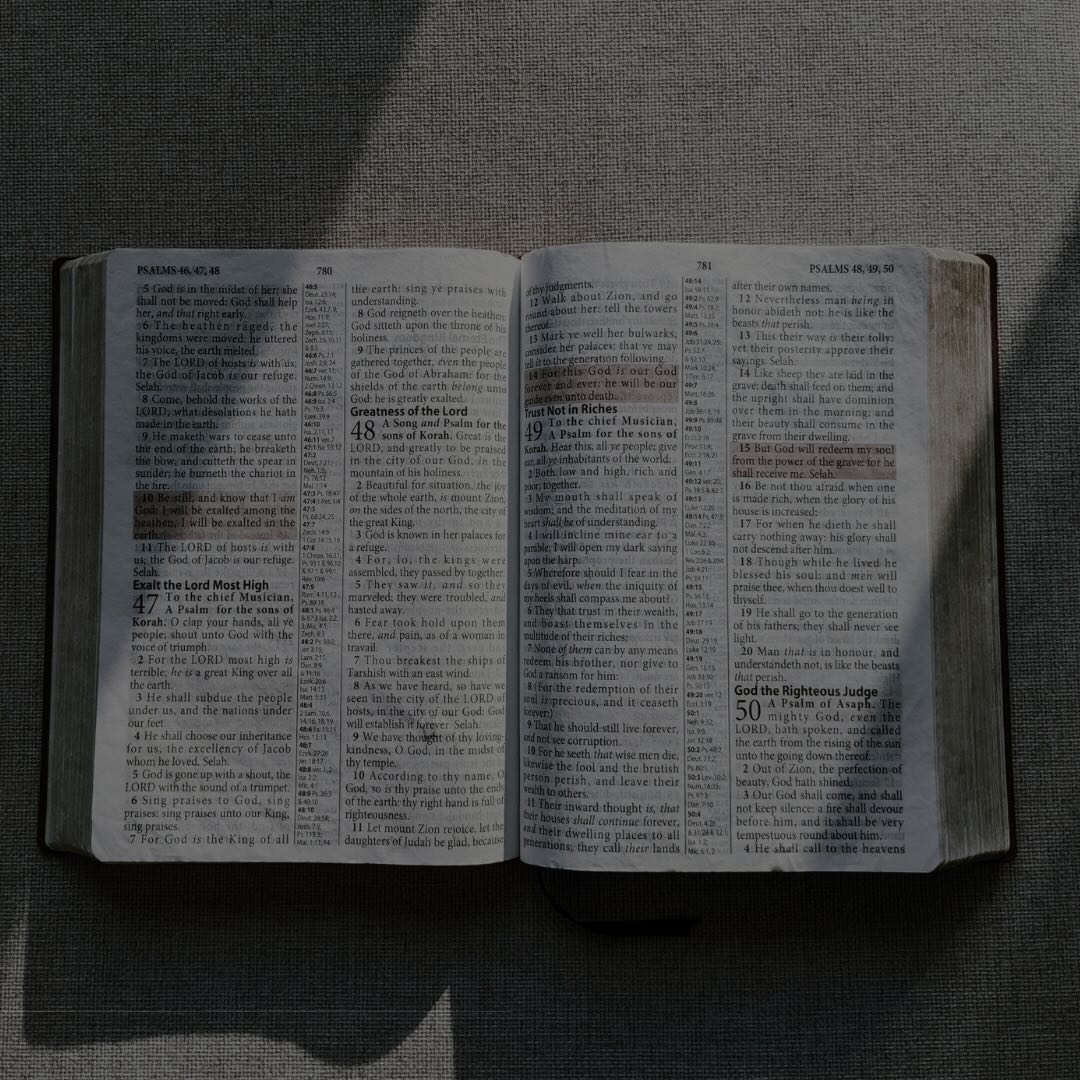 PSALMS 46, 47, 48
780
5 God is in the midst of her; she
shall not be moved: God shall help
her, and that right early.
6 The heathen raged, the
kingdoms were moved: he uttered
his voice, the earth melted.
7 The LORD of hosts is with us;
the God of Jacob is our refuge.
Selah.
8 Come, behold the works of the
LORD, what desolations he hath
made in the earth.
9 He maketh wars to cease unto
the end of the earth; he breaketh
the bow, and cutteth the spear in
sunder; he burneth the chariot in
the fire.
10 Be still, and know that I am
God: I will be exalted among the
heathen, I will be exalted in the
earth.
11 The LORD of hosts is with
us; the God of Jacob is our refuge.
Selah.
Exalt the Lord Most High
47 To the chief Musician,
A Psalm for the sons of
Korah. O clap your hands, all ye
people; shout unto God with the
voice of triumph.
2 For the LORD most high is
terrible; he is a great King over all
the earth.
3 He shall subdue the people
under us, and the nations under
our feet.
4 He shall choose our inheritance
for us, the excellency of Jacob
whom he loved. Selah.
5 God is gone up with a shout, the
LORD with the sound of a trumpet.
6 Sing praises to God, sing
praises: sing praises unto our King,
sing praises.
7 For God is the King of all
the earth: sing ye praises with
understanding.
8 God reigneth over the heathen:
God sitteth upon the throne of his
holiness.
9 The princes of the people are
gathered together, even the people
of the God of Abraham: for the
shields of the earth belong unto
God: he is greatly exalted.
Greatness of the Lord
48 A Song and Psalm for the
sons of Korah. Great is the
LORD, and greatly to be praised
in the city of our God, in the
mountain of his holiness.
2 Beautiful for situation, the joy
of the whole earth, is mount Zion,
on the sides of the north, the city of
the great King.
3 God is known in her palaces for
a refuge.
4 For, lo, the kings were
assembled, they passed by together.
5 They saw it, and so they
marveled; they were troubled, and
hasted away.
6 Fear took hold upon them
there, and pain, as of a woman in
travail.
7 Thou breakest the ships of
Tarshish with an east wind.
8 As we have heard, so have we
seen in the city of the LORD of
hosts, in the city of our God: God
will establish it forever. Selah.
9 We have thought of thy loving-
kindness, O God, in the midst of
thy temple.
10 According to thy name, O
God, so is thy praise unto the ends
of the earth: thy right hand is full of
righteousness.
11 Let mount Zion rejoice, let the
daughters of Judah be glad, because
781
PSALMS 48, 49, 50
of thy judgments.
12 Walk about Zion, and go
round about her: tell the towers
thereof.
13 Mark ye well her bulwarks,
consider her palaces; that ye may
tell it to the generation following.
14 For this God is our God
forever and ever: he will be our
guide even unto death.
Trust Not in Riches
49 To the chief Musician,
A Psalm for the sons of
Korah. Hear this, all ye people; give
ear, all ye inhabitants of the world:
2 Both low and high, rich and
poor, together.
3 My mouth shall speak of
wisdom; and the meditation of my
heart shall be of understanding.
4 I will incline mine ear to a
parable: I will open my dark saying
upon the harp.
5 Wherefore should I fear in the
days of evil, when the iniquity of
my heels shall compass me about?
6 They that trust in their wealth,
and boast themselves in the
multitude of their riches;
7 None of them can by any means
redeem his brother, nor give to
God a ransom for him:
8 (For the redemption of their
soul is precious, and it ceaseth
forever:)
9 That he should still live forever,
and not see corruption.
10 For he seeth that wise men die,
likewise the fool and the brutish
person perish, and leave their
wealth to others.
11 Their inward thought is, that
their houses shall continue forever,
and their dwelling places to all
generations; they call their lands
after their own names.
12 Nevertheless man being in
honour abideth not: he is like the
beasts that perish.
13 This their way is their folly:
yet their posterity approve their
sayings. Selah.
14 Like sheep they are laid in the
grave; death shall feed on them; and
the upright shall have dominion
over them in the morning; and
their beauty shall consume in the
grave from their dwelling.
15 But God will redeem my soul
from the power of the grave: for he
shall receive me. Selah.
16 Be not thou afraid when one
is made rich, when the glory of his
house is increased;
17 For when he dieth he shall
carry nothing away: his glory shall
not descend after him.
18 Though while he lived he
blessed his soul: and men will
praise thee, when thou doest well to
thyself.
19 He shall go to the generation
of his fathers; they shall never see
light.
20 Man that is in honour, and
understandeth not, is like the beasts
that perish.
God the Righteous Judge
50 A Psalm of Asaph. The
mighty God, even the
LORD, hath spoken, and called
the earth from the rising of the sun
unto the going down thereof.
2 Out of Zion, the perfection of
beauty, God hath shined.
3 Our God shall come, and shall
not keep silence: a fire shall devour
before him, and it shall be very
tempestuous round about him.
4 He shall call to the heavens